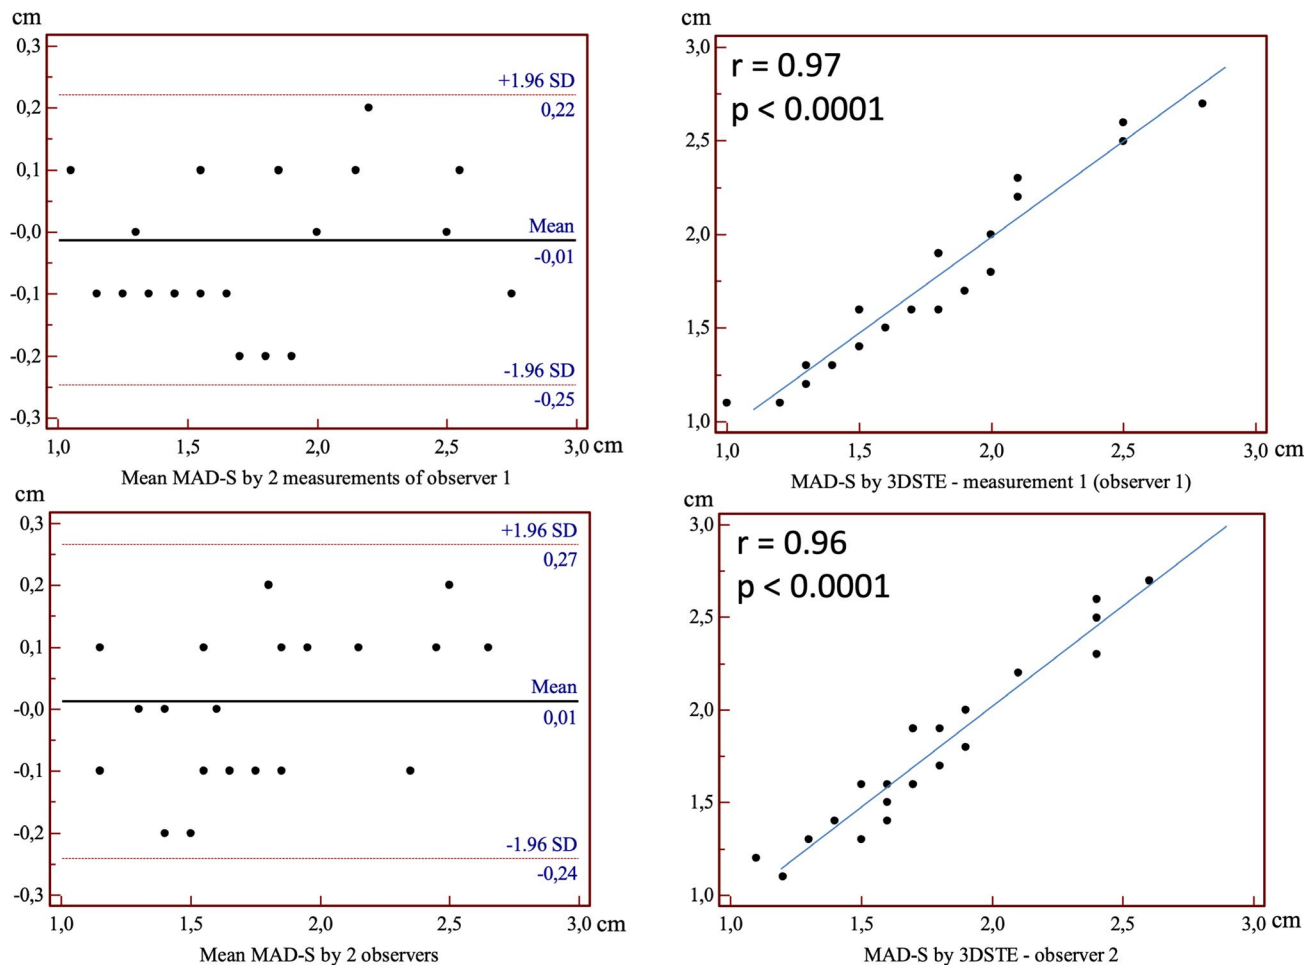 cm
0,3
0,2
0,1
-0,0
-0,1
-0,2
-0,3
+1.96 SD
0,22
Mean
-0,01
-1.96 SD
-0,25
1,0 1,5 2,0 2,5 3,0 cm
Mean MAD-S by 2 measurements of observer 1
cm
3,0
2,5
2,0
1,5
1,0
r = 0.97
p < 0.0001
1,0 1,5 2,0 2,5 3,0 cm
MAD-S by 3DSTE - measurement 1 (observer 1)
cm
0,3
0,2
0,1
-0,0
-0,1
-0,2
-0,3
+1.96 SD
0,27
Mean
0,01
-1.96 SD
-0,24
1,0 1,5 2,0 2,5 3,0 cm
Mean MAD-S by 2 observers
cm
3,0
2,5
2,0
1,5
1,0
r = 0.96
p < 0.0001
1,0 1,5 2,0 2,5 3,0 cm
MAD-S by 3DSTE - observer 2